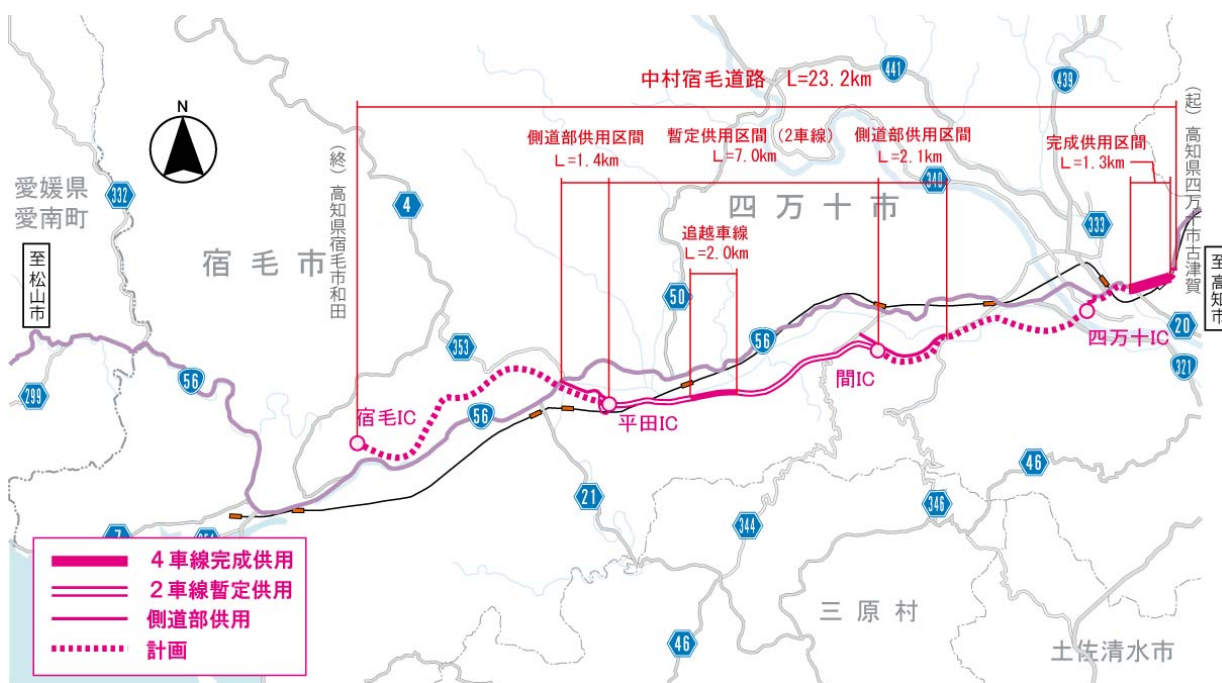 中村宿毛道路 L=23.2km
441
439
(起) 高知県四万十市古津賀
側道部供用区間
L=1.4km
暫定供用区間 (2車線)
L=7.0km
側道部供用区間
L=2.1km
完成供用区間
L=1.3km
N
(終) 高知県宿毛市和田
愛媛県
愛南町
332
4
宿毛市
四万十市
333
追越車線
L=2.0km
至松山市
至高知市
50
20
四万十IC
321
56
353
56
間IC
299
宿毛IC
56
平田IC
46
21
344
346
7
4車線完成供用
2車線暫定供用
側道部供用
計画
三原村
46
土佐清水市